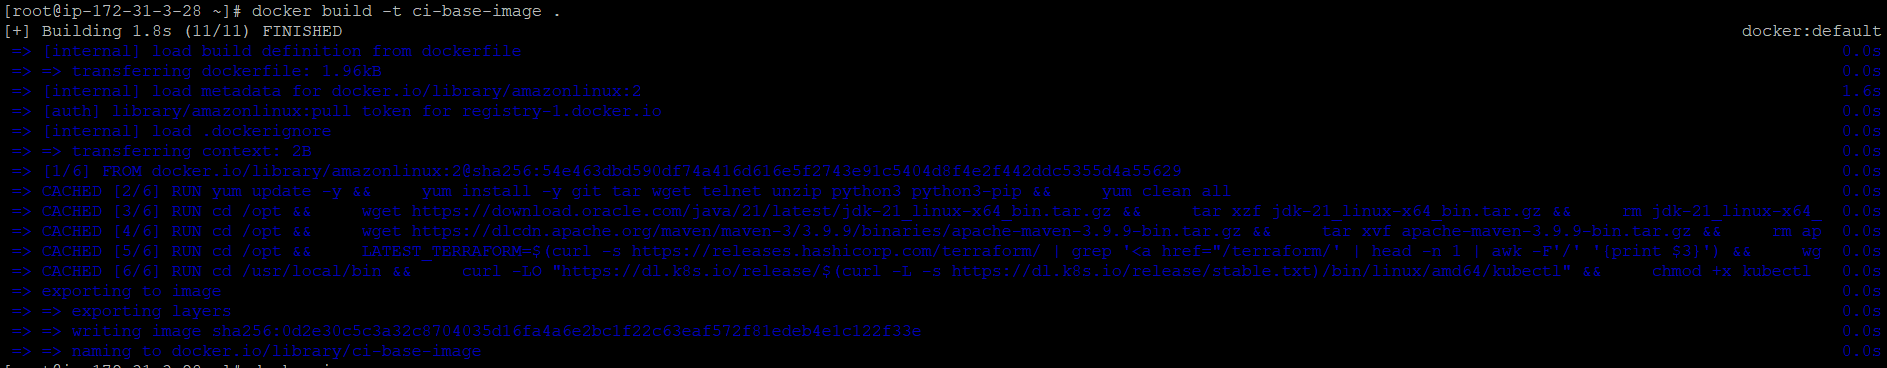 [root@ip-172-31-3-28 ~]# docker build -t ci-base-image .
[+] Building 1.8s (11/11) FINISHED docker:default
=> [internal] load build definition from dockerfile 0.0s
=> => transferring dockerfile: 1.96kB 0.0s
=> [internal] load metadata for docker.io/library/amazonlinux:2 1.6s
=> [auth] library/amazonlinux:pull token for registry-1.docker.io 0.0s
=> [internal] load .dockerignore 0.0s
=> => transferring context: 2B 0.0s
=> [1/6] FROM docker.io/library/amazonlinux:2@sha256:54e463dbd590df74a416d616e5f2743e91c5404d8f4e2f442ddc5355d4a55629 0.0s
=> CACHED [2/6] RUN yum update -y && yum install -y git tar wget telnet unzip python3 python3-pip && yum clean all 0.0s
=> CACHED [3/6] RUN cd /opt && wget https://download.oracle.com/java/21/latest/jdk-21_linux-x64_bin.tar.gz && tar xzf jdk-21_linux-x64_bin.tar.gz && rm jdk-21_linux-x64_ 0.0s
=> CACHED [4/6] RUN cd /opt && wget https://dlcdn.apache.org/maven/maven-3/3.9.9/binaries/apache-maven-3.9.9-bin.tar.gz && tar xvf apache-maven-3.9.9-bin.tar.gz && rm ap 0.0s
=> CACHED [5/6] RUN cd /opt && LATEST_TERRAFORM=$(curl -s https://releases.hashicorp.com/terraform/ | grep '<a href="/terraform/' | head -n 1 | awk -F'/' '{print $3}') && wg 0.0s
=> CACHED [6/6] RUN cd /usr/local/bin && curl -LO "https://dl.k8s.io/release/$(curl -L -s https://dl.k8s.io/release/stable.txt)/bin/linux/amd64/kubectl" && chmod +x kubectl 0.0s
=> exporting to image 0.0s
=> => exporting layers 0.0s
=> => writing image sha256:0d2e30c5c3a32c8704035d16fa4a6e2bc1f22c63eaf572f81edeb4e1c122f33e 0.0s
=> => naming to docker.io/library/ci-base-image 0.0s